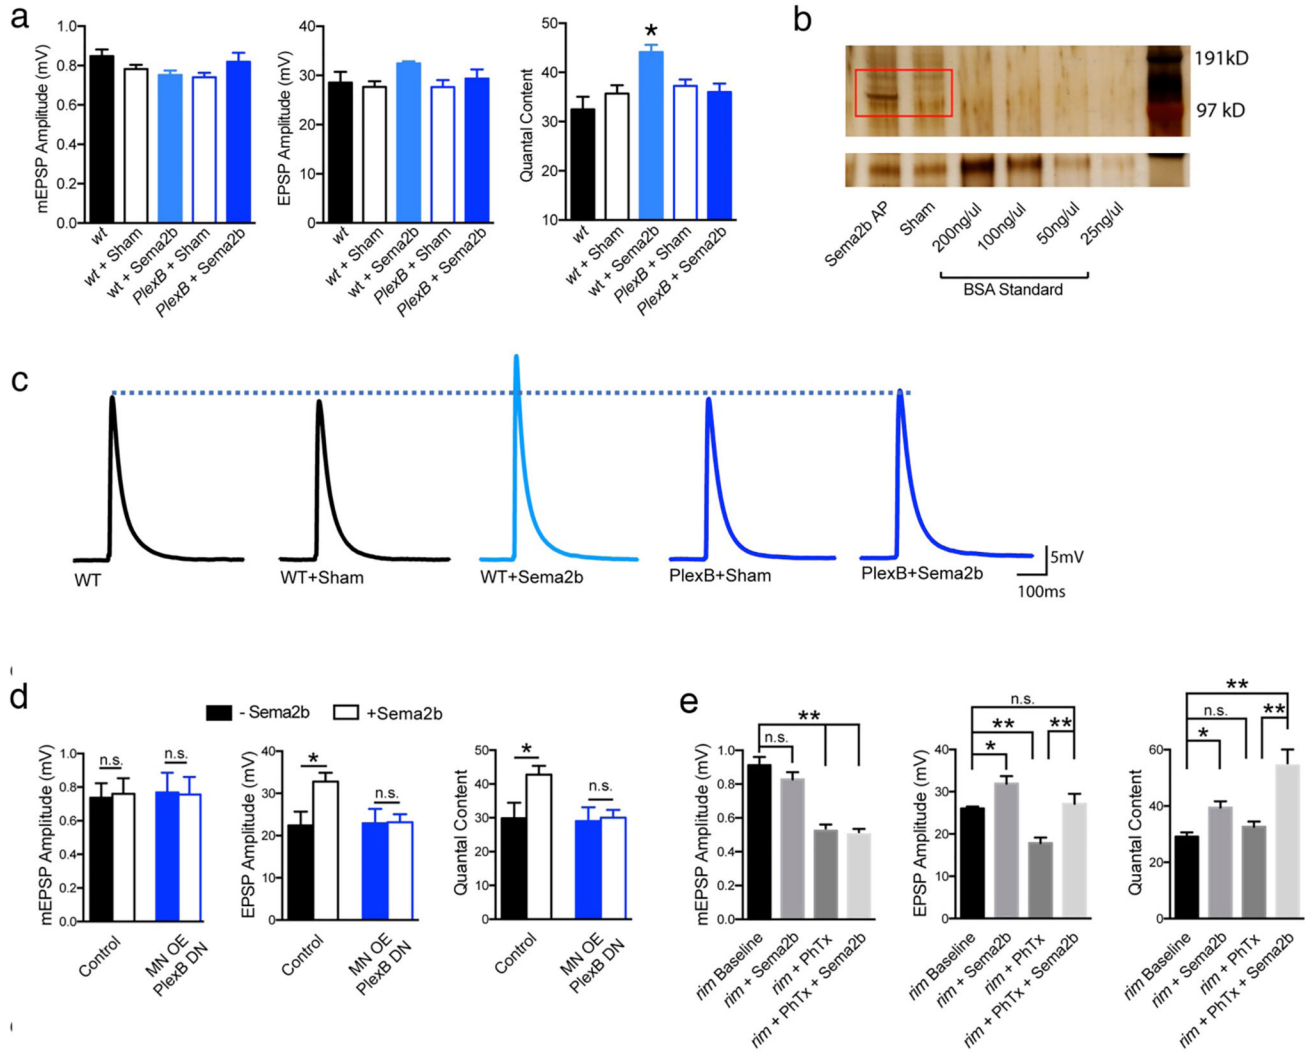 a
mEPSP Amplitude (mV)
1.0
0.8
0.6
0.4
0.2
0.0
wt
wt + Sham
wt + Sema2b
PlexB + Sham
PlexB + Sema2b
EPSP Amplitude (mV)
40
30
20
10
0
wt
wt + Sham
wt + Sema2b
PlexB + Sham
PlexB + Sema2b
Quantal Content
50
40
30
20
10
*
wt
wt + Sham
wt + Sema2b
PlexB + Sham
PlexB + Sema2b
b
191kD
97 kD
Sema2b AP
Sham
200ng/ul
100ng/ul
50ng/ul
25ng/ul
BSA Standard
c
WT
WT+Sham
WT+Sema2b
PlexB+Sham
PlexB+Sema2b
5mV
100ms
d
- Sema2b
+Sema2b
mEPSP Amplitude (mV)
1.0
0.8
0.6
0.4
0.2
0.0
n.s.
n.s.
Control
MN OE
PlexB DN
EPSP Amplitude (mV)
40
30
20
10
0
*
n.s.
Control
MN OE
PlexB DN
Quantal Content
50
40
30
20
10
0
*
n.s.
Control
MN OE
PlexB DN
e
mEPSP Amplitude (mV)
1.0
0.8
0.6
0.4
0.2
0.0
**
n.s.
rim Baseline
rim + Sema2b
rim + PhTx
rim + PhTx + Sema2b
EPSP Amplitude (mV)
40
30
20
10
0
n.s.
**
**
*
rim Baseline
rim + Sema2b
rim + PhTx
rim + PhTx + Sema2b
Quantal Content
60
40
20
0
**
n.s.
**
*
rim Baseline
rim + Sema2b
rim + PhTx
rim + PhTx + Sema2b